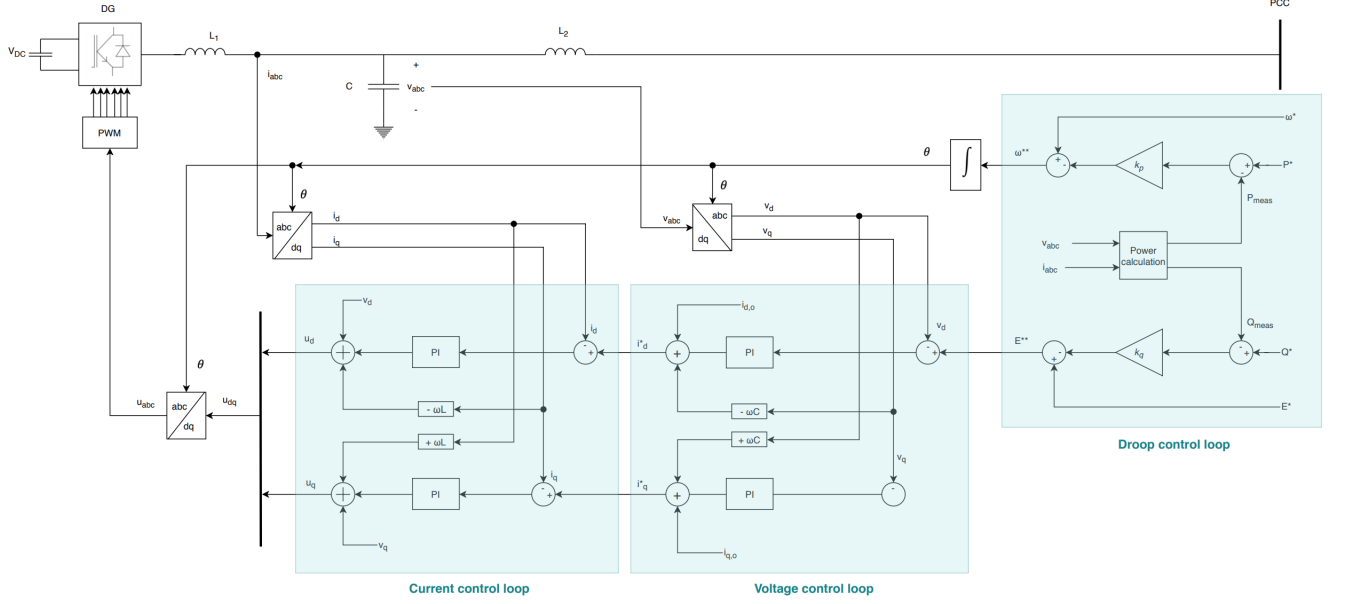 PCC
DG
L1
L2
VDC
iabc
+
C
vabc
-
PWM
ω*
θ
∫
ω**
+
-
kp
+
-
P*
Pmeas
θ
θ
id
iq
abc
dq
vabc
abc
dq
vd
vq
vabc
iabc
Power
calculation
Qmeas
vd
ud
+
PI
id
-
+
i*d
id,o
+
PI
vd
-
+
E**
-
+
kq
-
+
Q*
E*
θ
uabc
abc
dq
udq
- ωL
+ ωL
- ωC
+ ωC
vq
uq
+
PI
iq
-
+
i*q
+
PI
-
vq
iq,o
Droop control loop
Current control loop
Voltage control loop